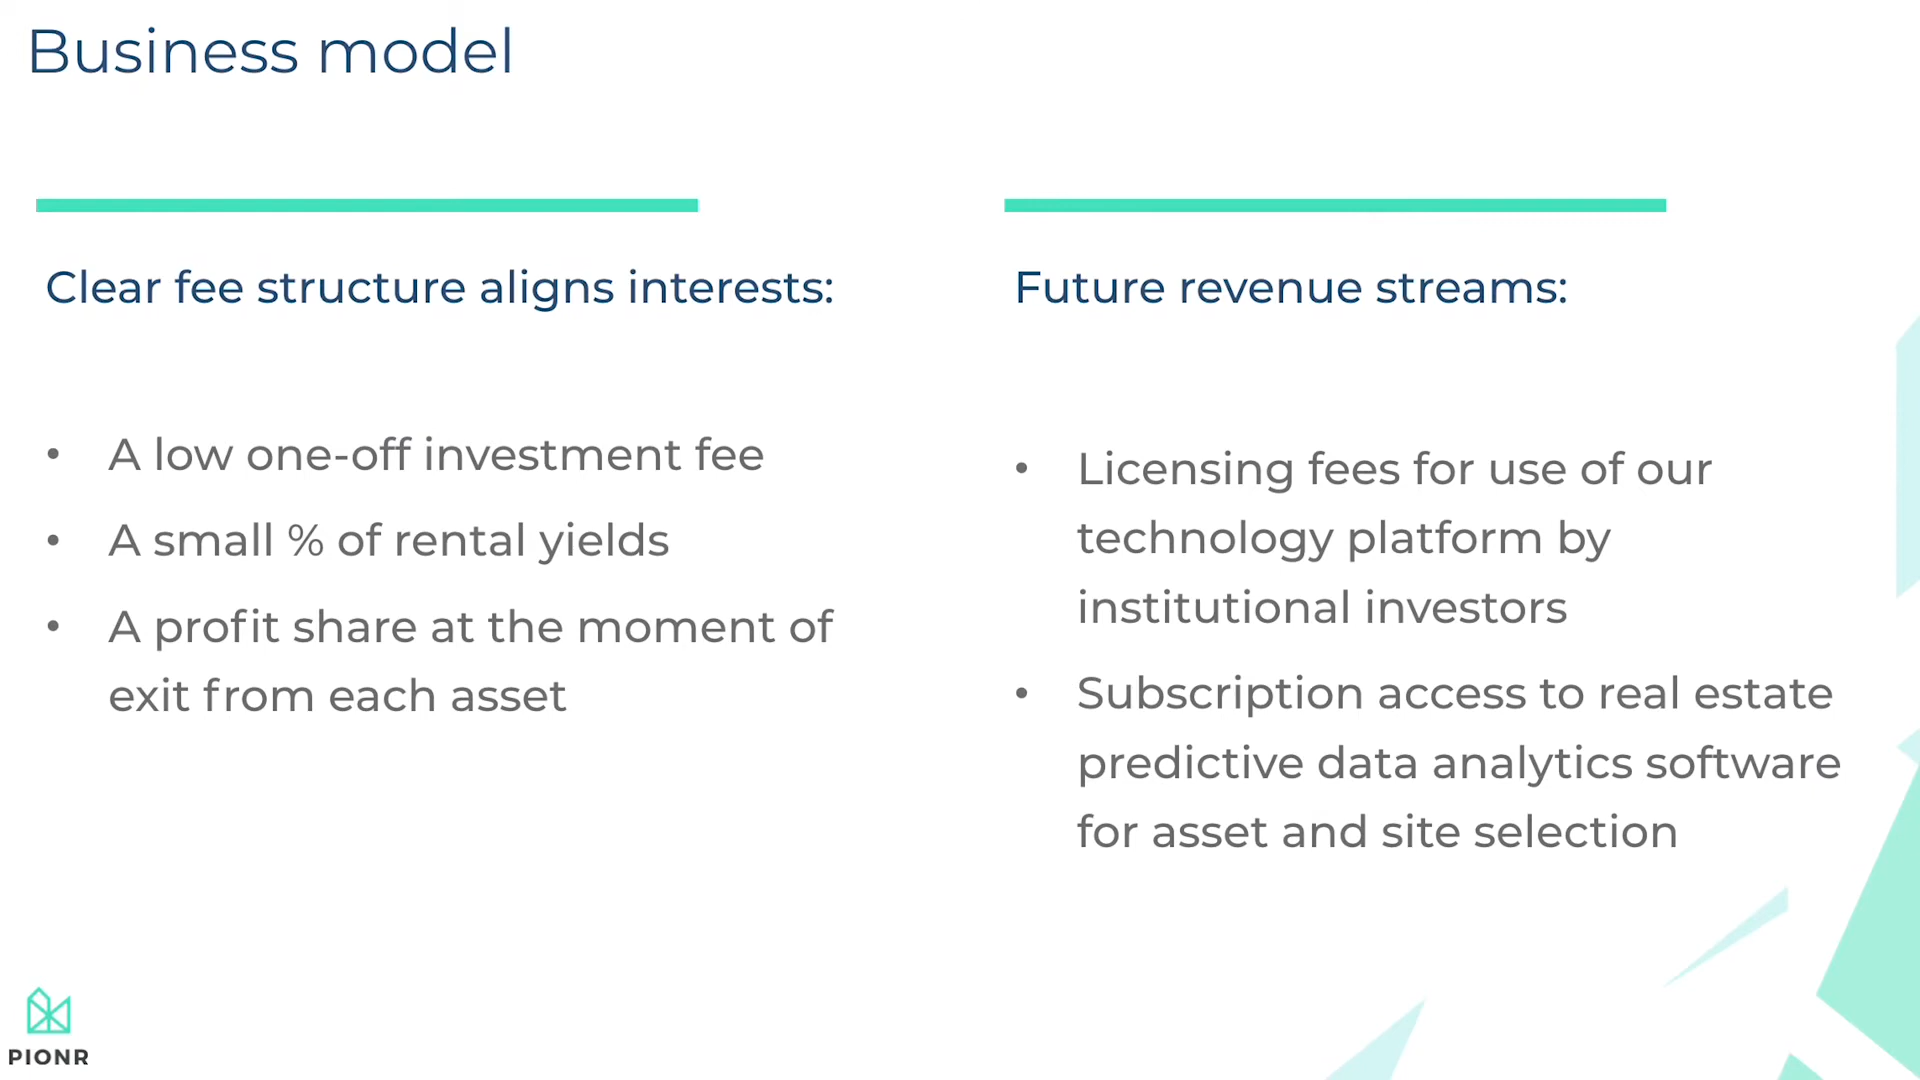 Business model
Clear fee structure aligns interests:
• A low one-off investment fee
• A small % of rental yields
• A profit share at the moment of
exit from each asset
Future revenue streams:
• Licensing fees for use of our
technology platform by
institutional investors
• Subscription access to real estate
predictive data analytics software
for asset and site selection
PIONR